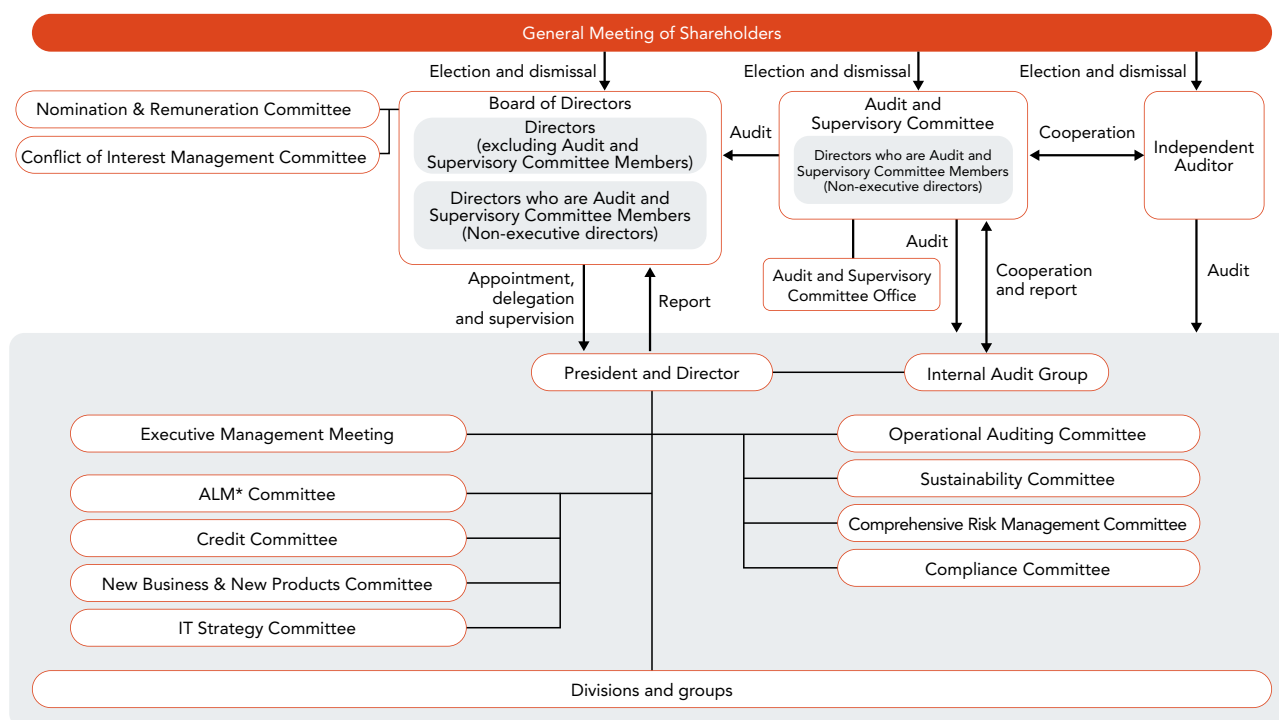 General Meeting of Shareholders
Election and dismissal
Election and dismissal
Election and dismissal
Nomination & Remuneration Committee
Conflict of Interest Management Committee
Board of Directors
Directors
(excluding Audit and
Supervisory Committee Members)
Directors who are Audit and
Supervisory Committee Members
(Non-executive directors)
Audit
Audit and
Supervisory Committee
Directors who are Audit and
Supervisory Committee Members
(Non-executive directors)
Cooperation
Independent
Auditor
Appointment,
delegation
and supervision
Report
Audit and Supervisory
Committee Office
Audit
Cooperation
and report
Audit
President and Director
Internal Audit Group
Executive Management Meeting
Operational Auditing Committee
ALM* Committee
Sustainability Committee
Credit Committee
Comprehensive Risk Management Committee
New Business & New Products Committee
Compliance Committee
IT Strategy Committee
Divisions and groups